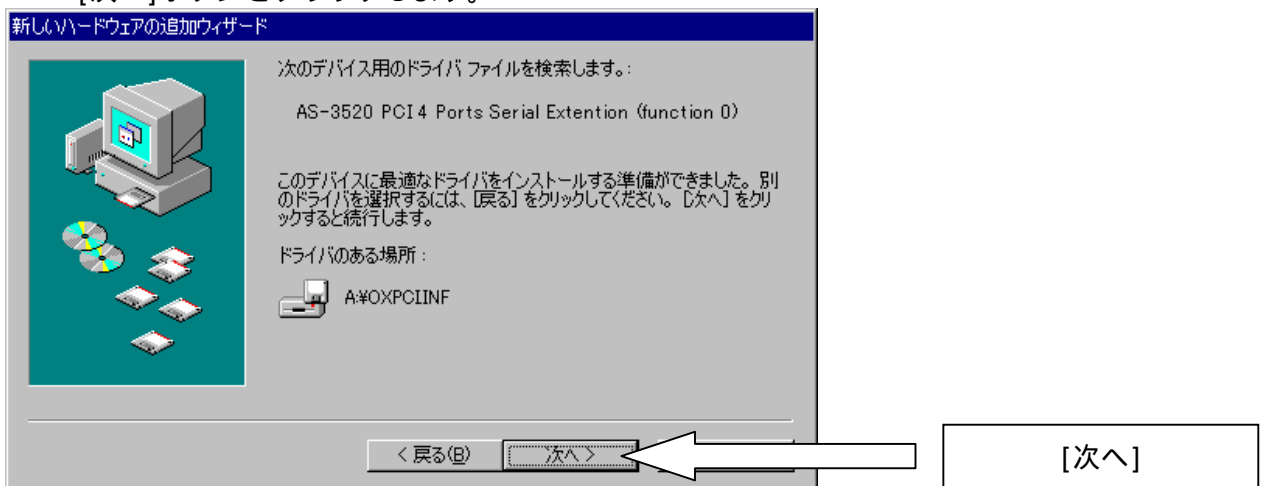 新しいハードウェアの追加ウィザード
次のデバイス用のドライバ ファイルを検索します。:
AS-3520 PCI 4 Ports Serial Extention (function 0)
このデバイスに最適なドライバをインストールする準備ができました。別
のドライバを選択するには、[戻る] をクリックしてください。[次へ] をクリ
ックすると続行します。
ドライバのある場所:
A:¥OXPCIINF
< 戻る(B) 次へ >
[次へ]